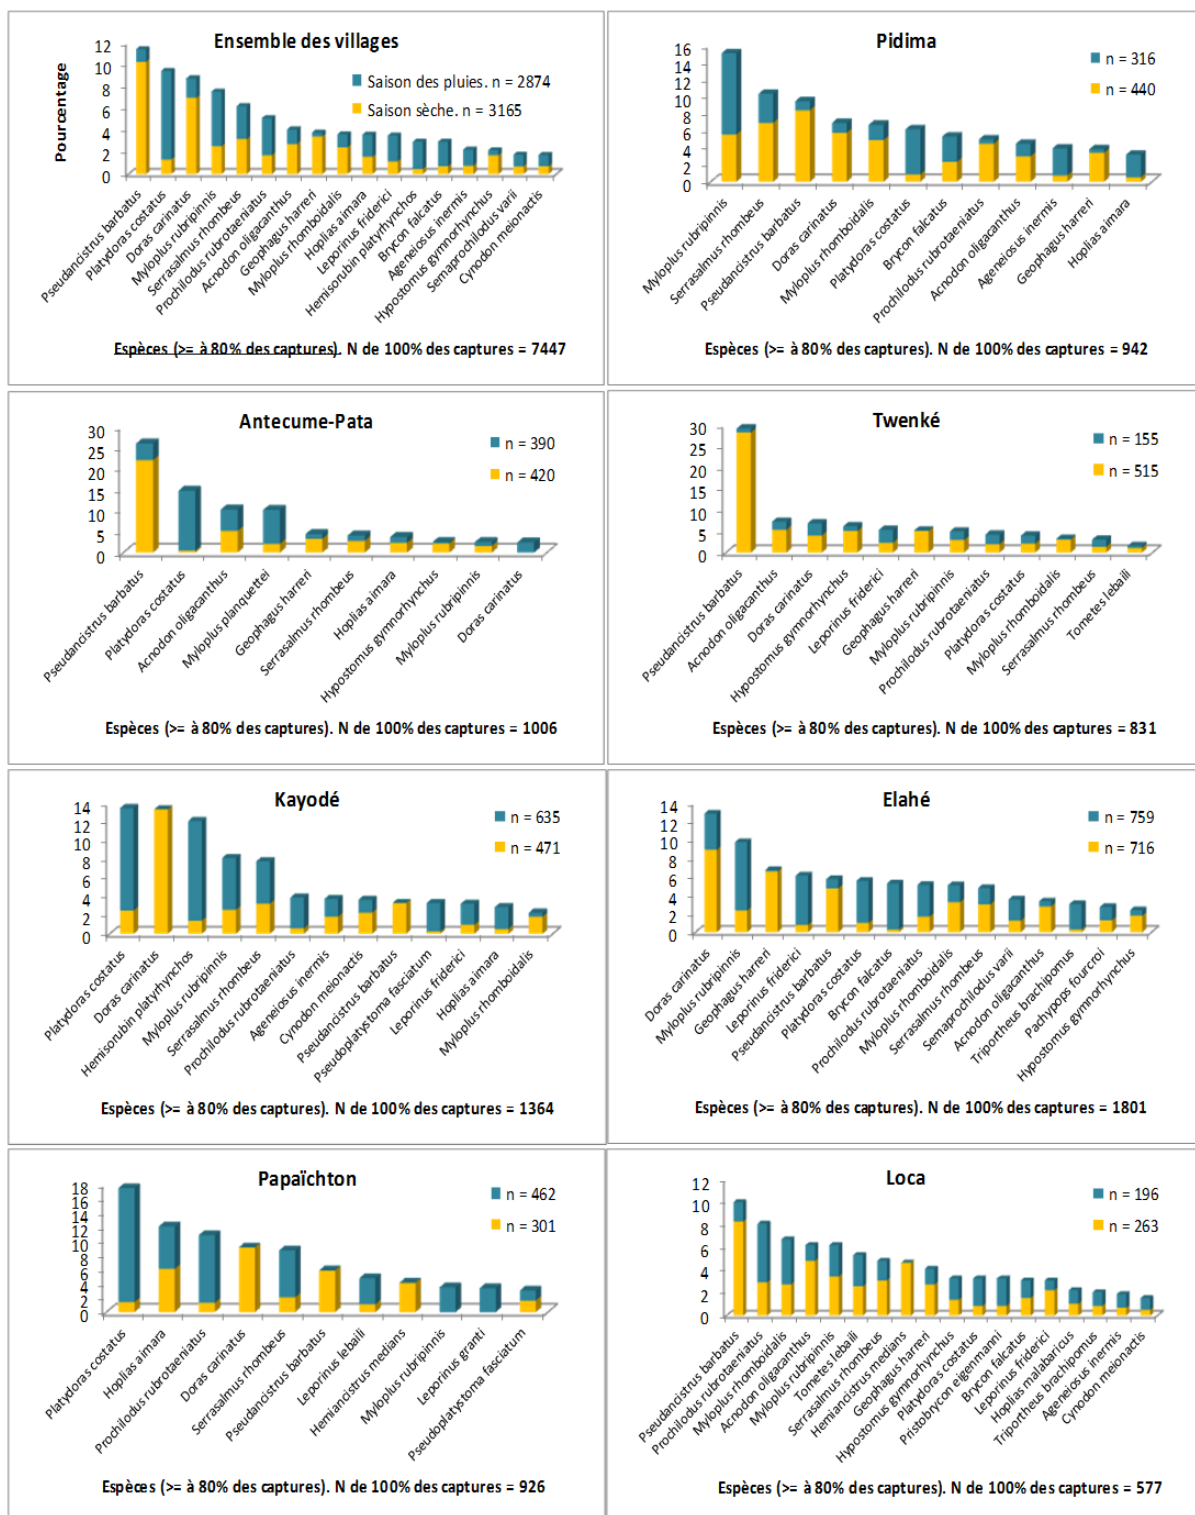 Ensemble des villages
Pourcentage
12
10
8
6
4
2
0
Saison des pluies. n = 2874
Saison sèche. n = 3165
Pseudancistrus barbatus
Platydoras costatus
Doras carinatus
Myloplus rubripinnis
Serrasalmus rhombeus
Prochilodus rubrotaeniatus
Acnodon oligacanthus
Geophagus harreri
Myloplus rhomboidalis
Hoplias aimara
Leporinus friderici
Hemisorubin platyrhynchos
Brycon falcatus
Ageneiosus inermis
Hypostomus gymnorhynchus
Semaprochilodus varii
Cynodon meionactis
Espèces (>= à 80% des captures). N de 100% des captures = 7447
Pidima
16
14
12
10
8
6
4
2
0
n = 316
n = 440
Myloplus rubripinnis
Serrasalmus rhombeus
Pseudancistrus barbatus
Doras carinatus
Myloplus rhomboidalis
Platydoras costatus
Brycon falcatus
Prochilodus rubrotaeniatus
Acnodon oligacanthus
Ageneiosus inermis
Geophagus harreri
Hoplias aimara
Espèces (>= à 80% des captures). N de 100% des captures = 942
Antecume-Pata
30
25
20
15
10
5
0
n = 390
n = 420
Pseudancistrus barbatus
Platydoras costatus
Acnodon oligacanthus
Myloplus planquettei
Geophagus harreri
Serrasalmus rhombeus
Hoplias aimara
Hypostomus gymnorhynchus
Myloplus rubripinnis
Doras carinatus
Espèces (>= à 80% des captures). N de 100% des captures = 1006
Twenké
30
25
20
15
10
5
0
n = 155
n = 515
Pseudancistrus barbatus
Acnodon oligacanthus
Doras carinatus
Hypostomus gymnorhynchus
Leporinus friderici
Geophagus harreri
Myloplus rubripinnis
Prochilodus rubrotaeniatus
Platydoras costatus
Myloplus rhomboidalis
Serrasalmus rhombeus
Tometes lebaili
Espèces (>= à 80% des captures). N de 100% des captures = 831
Kayodé
14
12
10
8
6
4
2
0
n = 635
n = 471
Platydoras costatus
Doras carinatus
Hemisorubin platyrhynchos
Myloplus rubripinnis
Serrasalmus rhombeus
Prochilodus rubrotaeniatus
Ageneiosus inermis
Cynodon meionactis
Pseudancistrus barbatus
Pseudoplatystoma fasciatum
Leporinus friderici
Hoplias aimara
Myloplus rhomboidalis
Espèces (>= à 80% des captures). N de 100% des captures = 1364
Elahé
14
12
10
8
6
4
2
0
n = 759
n = 716
Doras carinatus
Myloplus rubripinnis
Geophagus harreri
Leporinus friderici
Pseudancistrus barbatus
Platydoras costatus
Brycon falcatus
Prochilodus rubrotaeniatus
Myloplus rhomboidalis
Serrasalmus rhombeus
Semaprochilodus varii
Acnodon oligacanthus
Triportheus brachipomus
Pachypops fourcroi
Hypostomus gymnorhynchus
Espèces (>= à 80% des captures). N de 100% des captures = 1801
Papaïchton
18
16
14
12
10
8
6
4
2
0
n = 462
n = 301
Platydoras costatus
Hoplias aimara
Prochilodus rubrotaeniatus
Doras carinatus
Serrasalmus rhombeus
Pseudancistrus barbatus
Leporinus lebaili
Hemiancistrus medians
Myloplus rubripinnis
Leporinus granti
Pseudoplatystoma fasciatum
Espèces (>= à 80% des captures). N de 100% des captures = 926
Loca
12
10
8
6
4
2
0
n = 196
n = 263
Pseudancistrus barbatus
Prochilodus rubrotaeniatus
Myloplus rhomboidalis
Acnodon oligacanthus
Myloplus rubripinnis
Tometes lebaili
Serrasalmus rhombeus
Hemiancistrus medians
Geophagus harreri
Hypostomus gymnorhynchus
Platydoras costatus
Pristobrycon eigenmanni
Brycon falcatus
Leporinus friderici
Hoplias malabaricus
Triportheus brachipomus
Ageneiosus inermis
Cynodon meionactis
Espèces (>= à 80% des captures). N de 100% des captures = 577